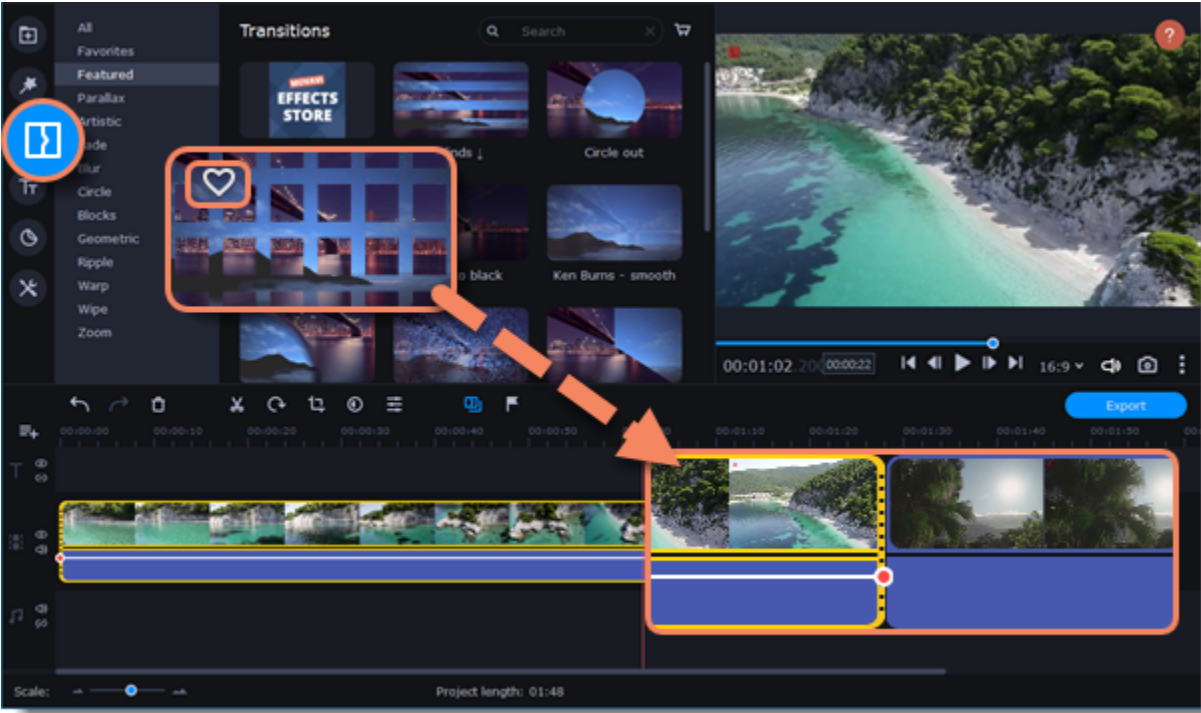 All
Favorites
Featured
Parallax
Artistic
Blur
Circle
Blocks
Geometric
Ripple
Warp
Wipe
Zoom
Transitions
Search
MOVAVI
EFFECTS
STORE
Circle out
black
Ken Burns - smooth
?
00:01:02
00:00:22
16:9
Export
00:00:00 00:00:10 00:00:20 00:00:30 00:00:40 00:00:50 00:01:10 00:01:20 00:01:30 00:01:40 00:01:50
Scale:
Project length: 01:48